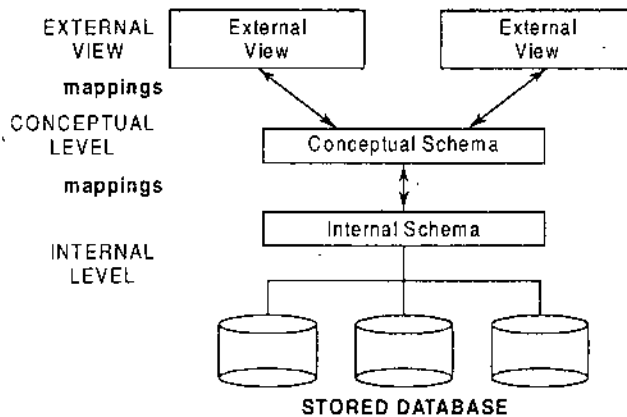 EXTERNAL
VIEW
External
View
External
View
mappings
CONCEPTUAL
LEVEL
Conceptual Schema
mappings
Internal Schema
INTERNAL
LEVEL
STORED DATABASE